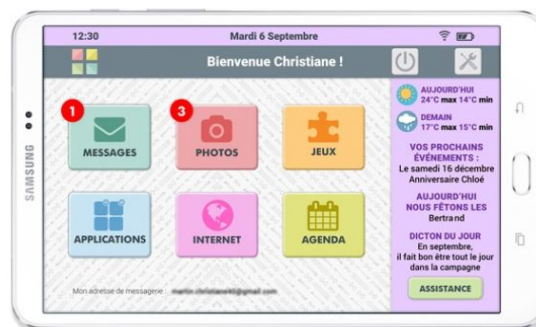 12:30
Mardi 6 Septembre
Bienvenue Christiane !
1
MESSAGES
3
PHOTOS
JEUX
APPLICATIONS
INTERNET
AGENDA
Mon adresse de messagerie :
AUJOURD'HUI
24°C max 14°C min
DEMAIN
17°C max 15°C min
VOS PROCHAINS
ÉVÉNEMENTS :
Le samedi 16 décembre
Anniversaire Chloé
AUJOURD'HUI
NOUS FÊTONS LES
Bertrand
DICTON DU JOUR
En septembre,
il fait bon être tout le jour
dans la campagne
ASSISTANCE
SAMSUNG